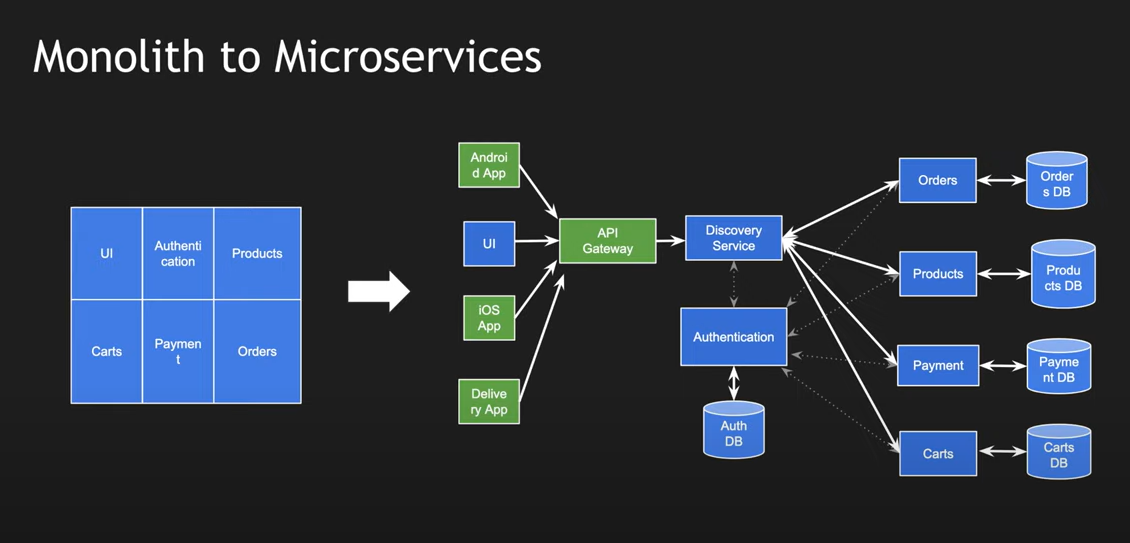 Monolith to Microservices
UI
Authenti
cation
Products
Carts
Paymen
t
Orders
Androi
d App
UI
iOS
App
Delive
ry App
API
Gateway
Discovery
Service
Authentication
Auth
DB
Orders
Order
s DB
Products
Produ
cts DB
Payment
Payme
nt DB
Carts
Carts
DB